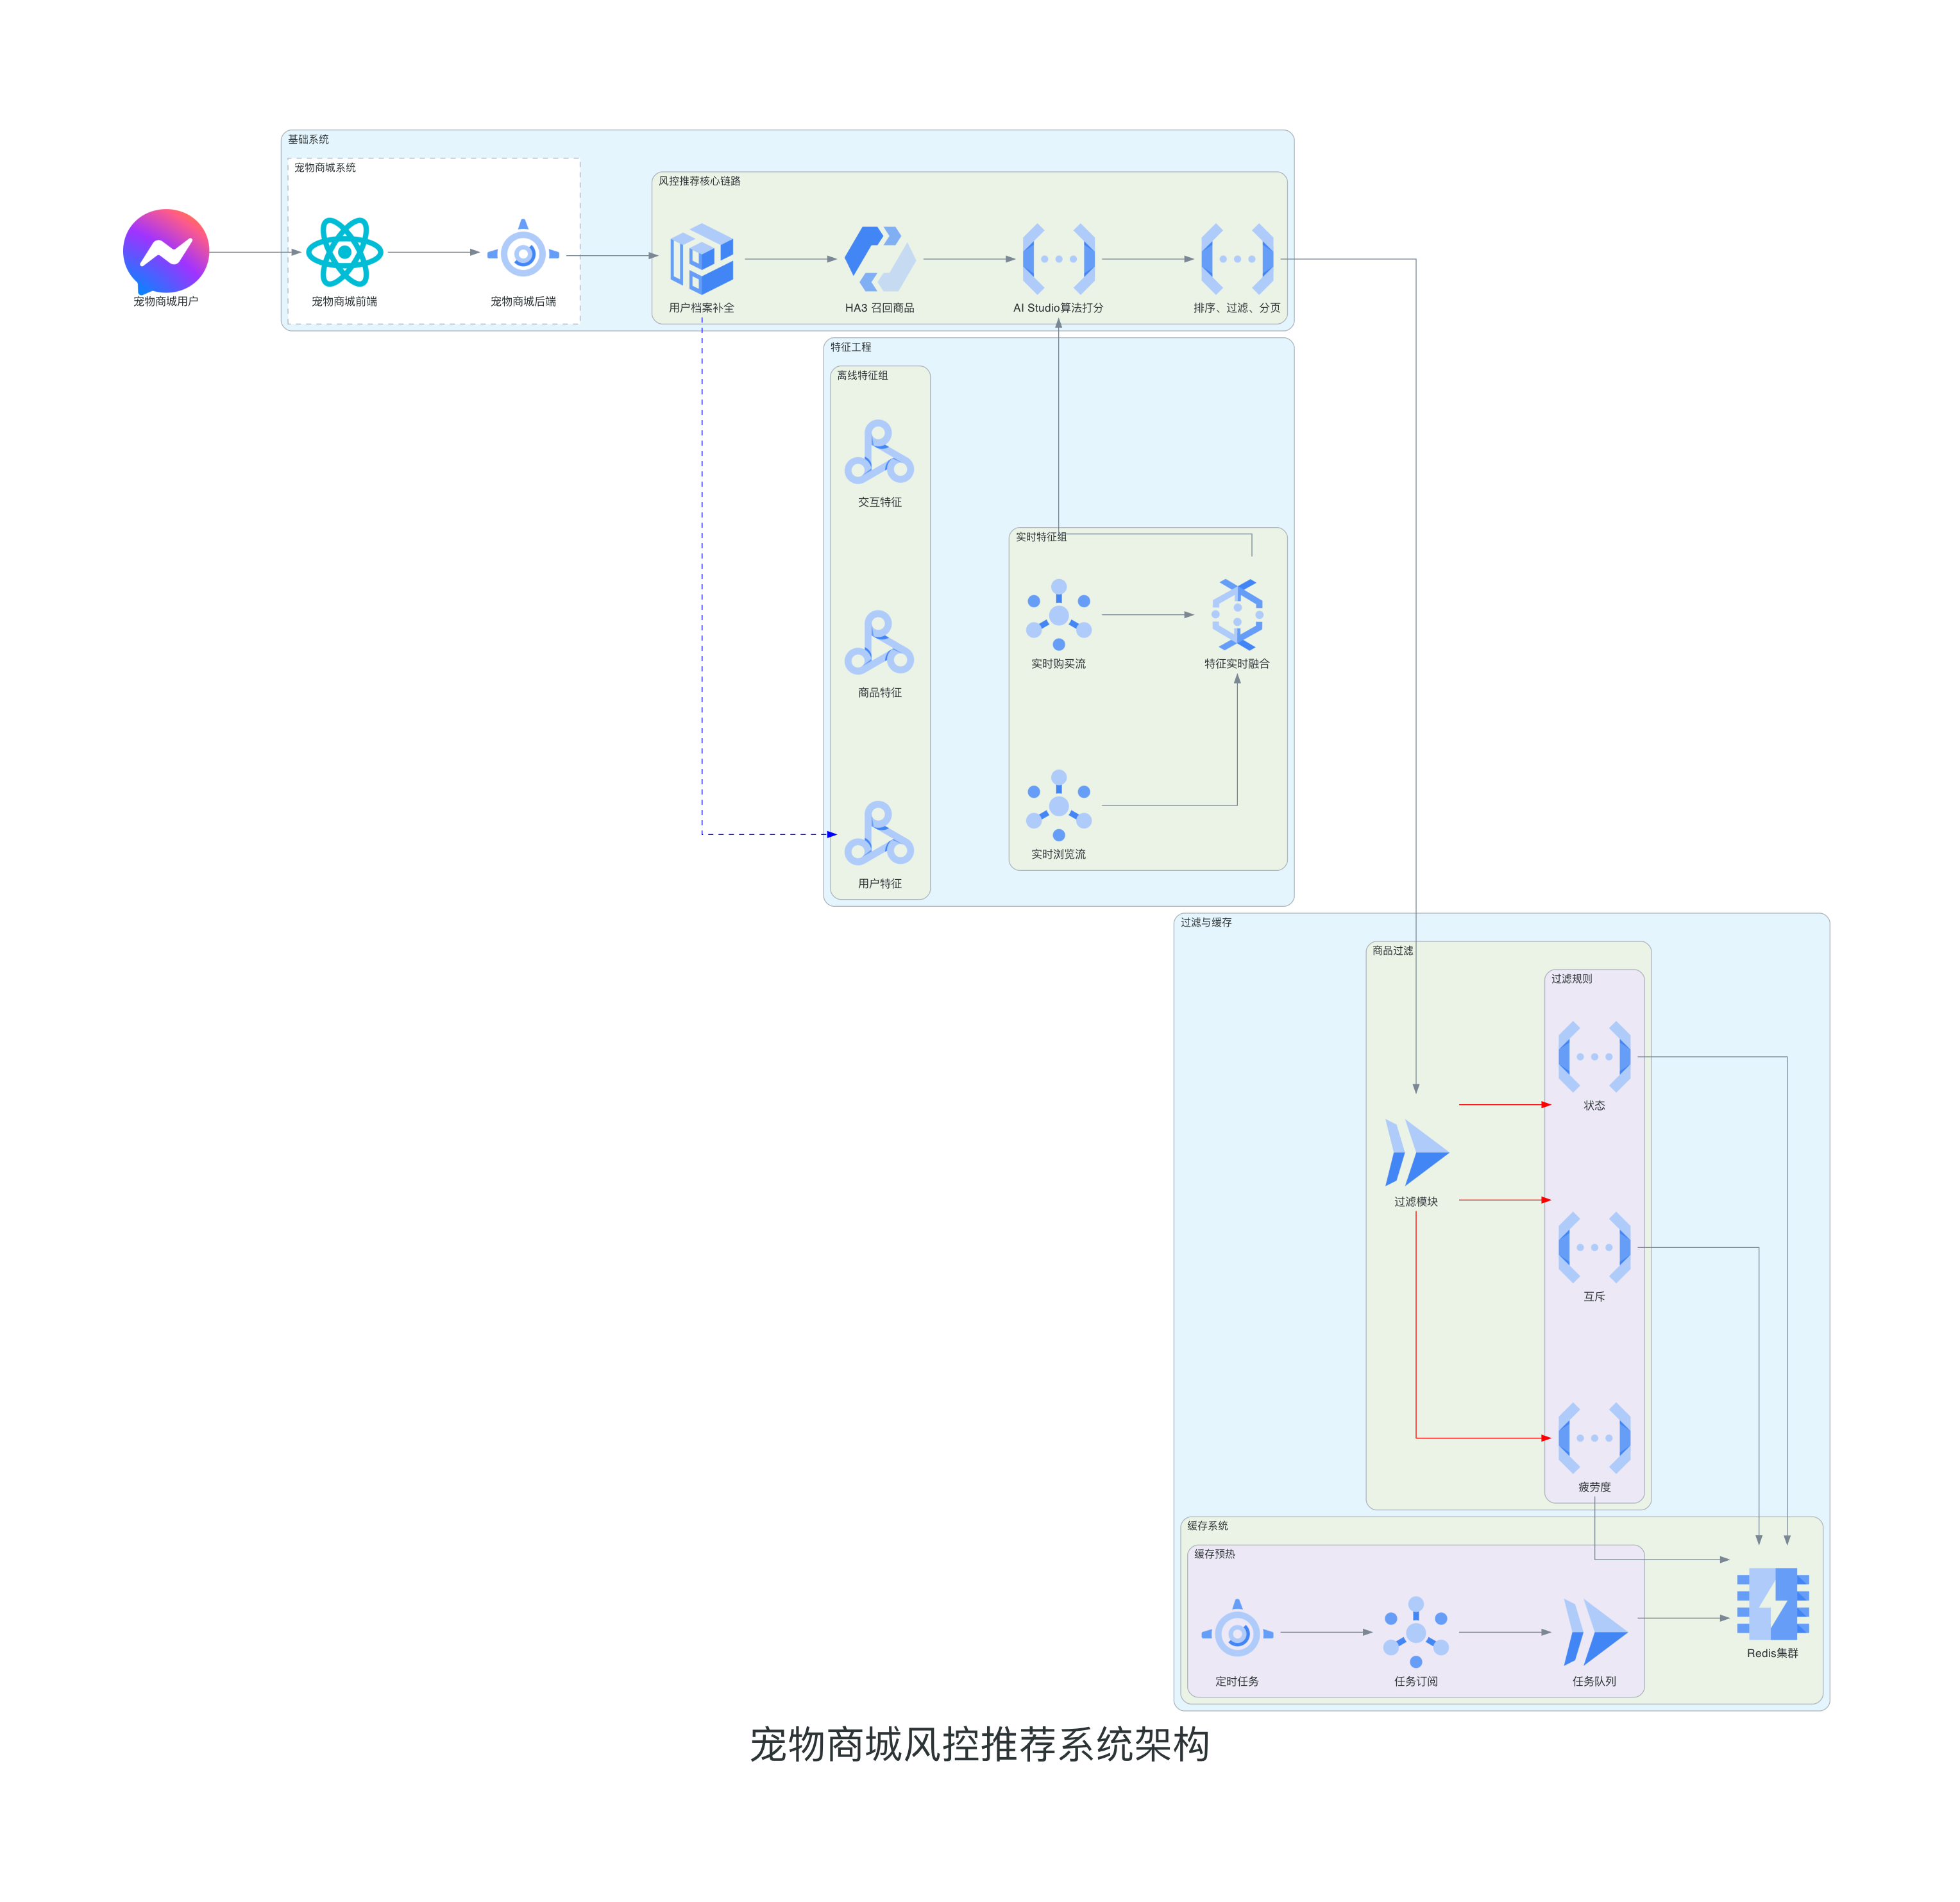 基础系统
宠物商城系统
风控推荐核心链路
宠物商城用户
宠物商城前端
宠物商城后端
用户档案补全
HA3 召回商品
AI Studio算法打分
排序、过滤、分页
特征工程
离线特征组
交互特征
实时特征组
实时购买流
特征实时融合
商品特征
实时浏览流
用户特征
过滤与缓存
商品过滤
过滤规则
状态
过滤模块
互斥
疲劳度
缓存系统
缓存预热
定时任务
任务订阅
任务队列
Redis集群
宠物商城风控推荐系统架构